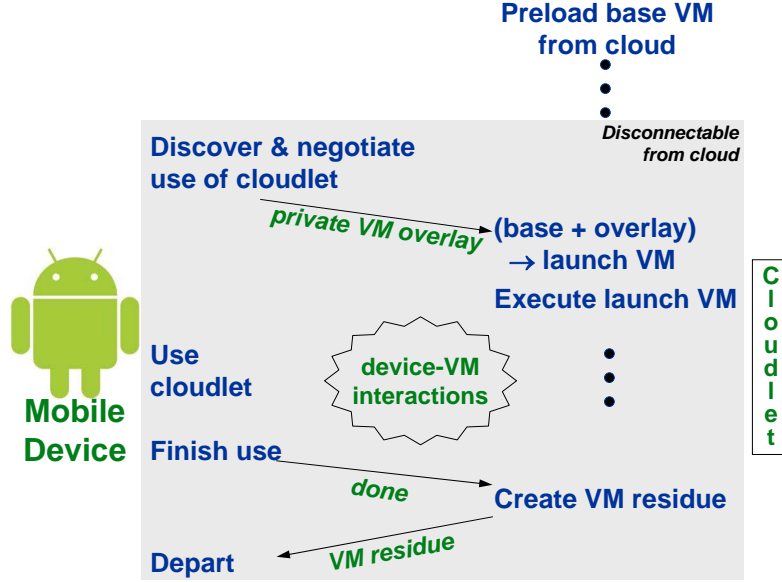 Preload base VM
from cloud
Disconnectable
from cloud
Discover & negotiate
use of cloudlet
private VM overlay
(base + overlay)
→ launch VM
Execute launch VM
Cloudlet
Use
cloudlet
device-VM
interactions
Mobile
Device
Finish use
done
Create VM residue
VM residue
Depart